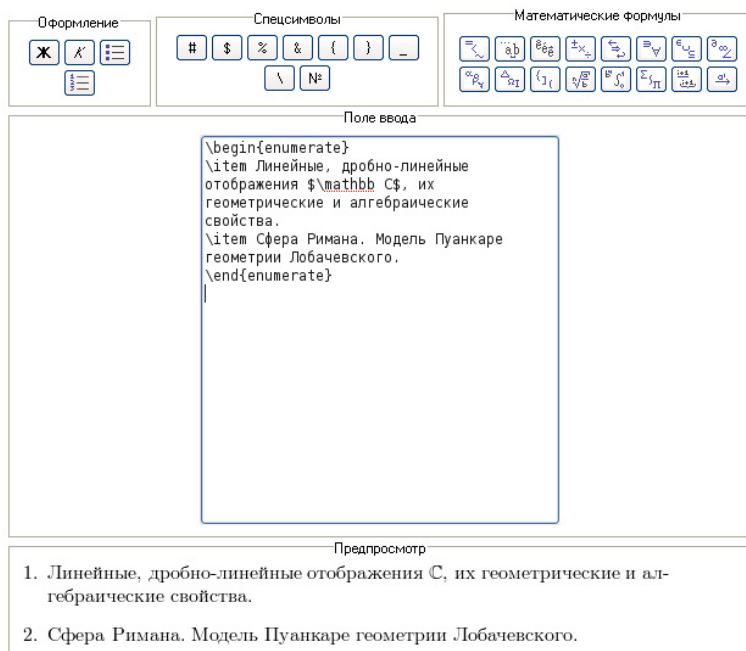 Оформление
Спецсимволы
Математические формулы
Ж К
# $ % & { } _
\ №
Поле ввода
\begin{enumerate}
\item Линейные, дробно-линейные
отображения $\mathbb C$, их
геометрические и алгебраические
свойства.
\item Сфера Римана. Модель Пуанкаре
геометрии Лобачевского.
\end{enumerate}
Предпросмотр
1. Линейные, дробно-линейные отображения ℂ, их геометрические и ал-
гебраические свойства.
2. Сфера Римана. Модель Пуанкаре геометрии Лобачевского.